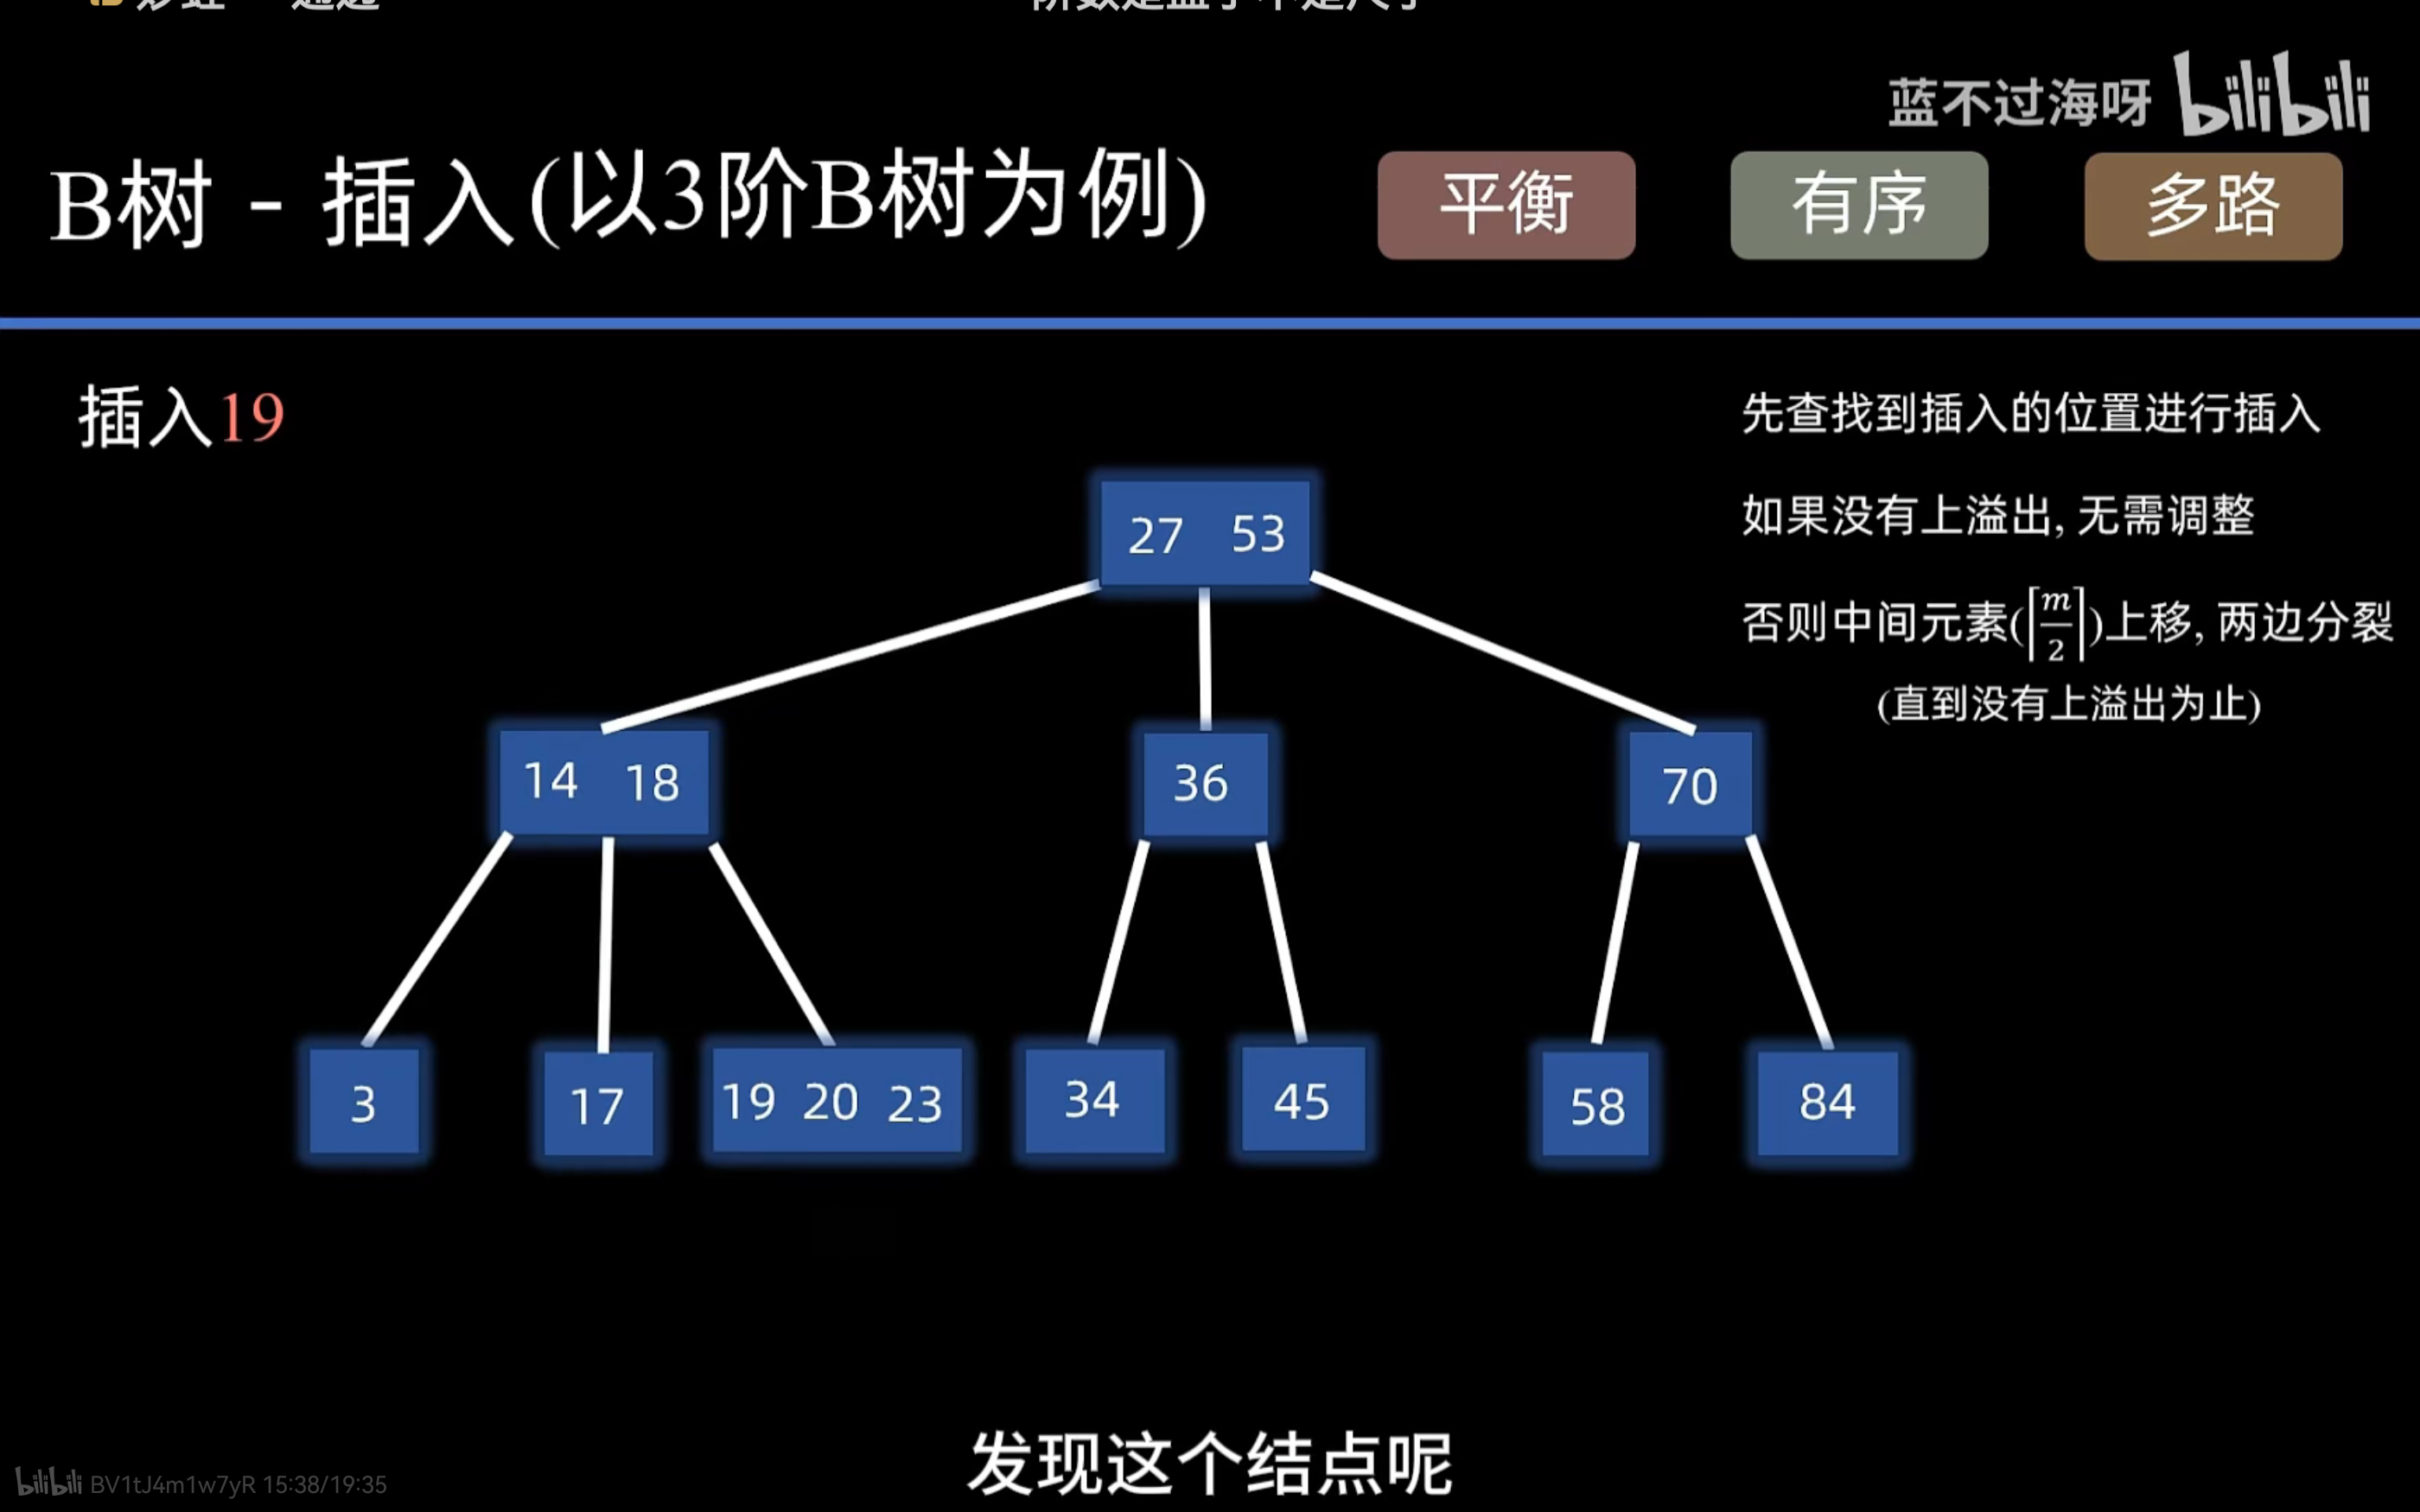 蓝不过海呀 bilibili
B树 - 插入(以3阶B树为例)
平衡 有序 多路
插入19
先查找到插入的位置进行插入
如果没有上溢出, 无需调整
否则中间元素(⌈m/2⌉)上移, 两边分裂
(直到没有上溢出为止)
27 53
14 18
36
70
3
17
19 20 23
34
45
58
84
发现这个结点呢
bilibili BV1tJ4m1w7yR 15:38/19:35